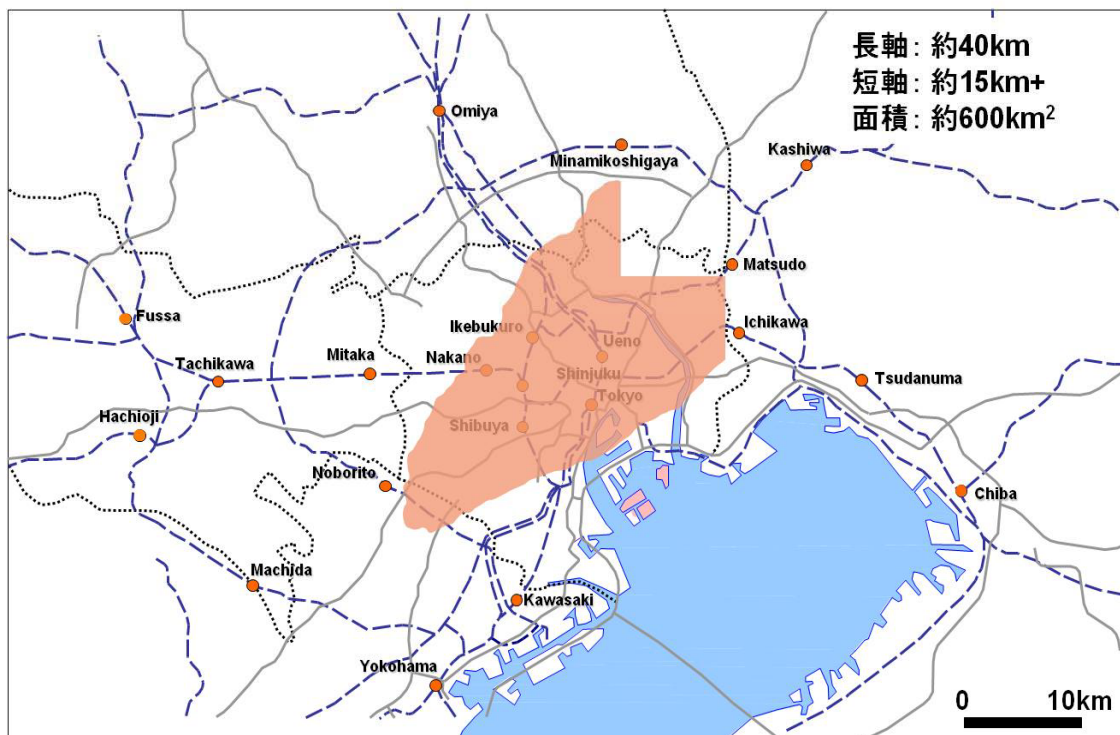 長軸： 約40km
短軸： 約15km+
面積： 約600km²
Omiya
Minamikoshigaya
Kashiwa
Matsudo
Fussa
Ikebukuro
Ueno
Ichikawa
Tachikawa
Mitaka
Nakano
Shinjuku
Tsudanuma
Tokyo
Hachioji
Shibuya
Noborito
Chiba
Machida
Kawasaki
Yokohama
0 10km